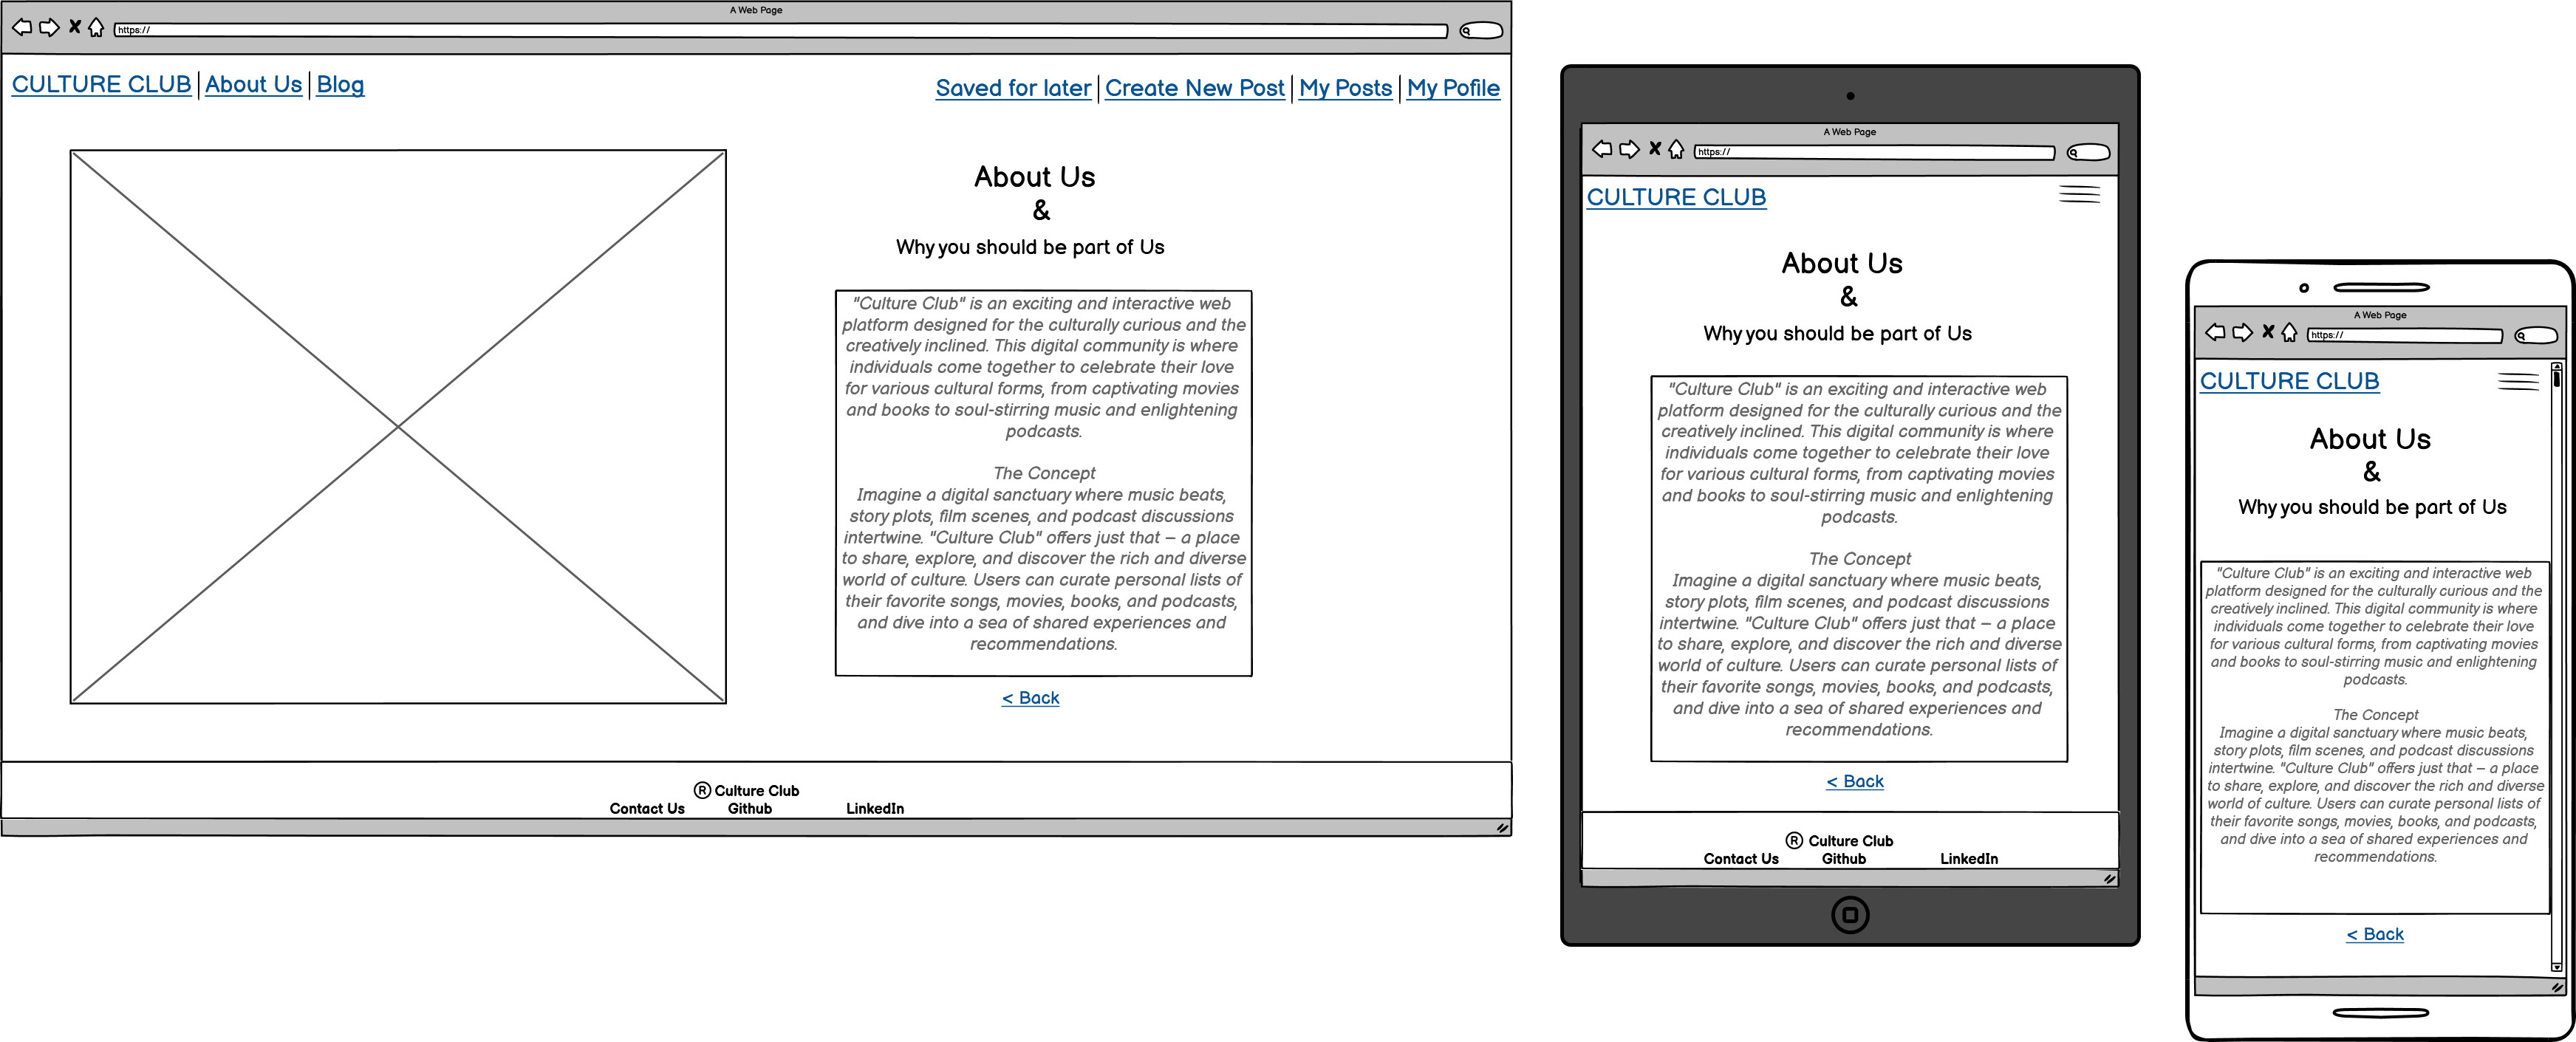 A Web Page
https://
CULTURE CLUB About Us Blog
Saved for later Create New Post My Posts My Pofile
About Us
&
Why you should be part of Us
"Culture Club" is an exciting and interactive web
platform designed for the culturally curious and the
creatively inclined. This digital community is where
individuals come together to celebrate their love
for various cultural forms, from captivating movies
and books to soul-stirring music and enlightening
podcasts.
The Concept
Imagine a digital sanctuary where music beats,
story plots, film scenes, and podcast discussions
intertwine. "Culture Club" offers just that – a place
to share, explore, and discover the rich and diverse
world of culture. Users can curate personal lists of
their favorite songs, movies, books, and podcasts,
and dive into a sea of shared experiences and
recommendations.
< Back
® Culture Club
Contact Us Github LinkedIn
A Web Page
https://
CULTURE CLUB
About Us
&
Why you should be part of Us
"Culture Club" is an exciting and interactive web
platform designed for the culturally curious and the
creatively inclined. This digital community is where
individuals come together to celebrate their love
for various cultural forms, from captivating movies
and books to soul-stirring music and enlightening
podcasts.
The Concept
Imagine a digital sanctuary where music beats,
story plots, film scenes, and podcast discussions
intertwine. "Culture Club" offers just that – a place
to share, explore, and discover the rich and diverse
world of culture. Users can curate personal lists of
their favorite songs, movies, books, and podcasts,
and dive into a sea of shared experiences and
recommendations.
< Back
® Culture Club
Contact Us Github LinkedIn
A Web Page
https://
CULTURE CLUB
About Us
&
Why you should be part of Us
"Culture Club" is an exciting and interactive web
platform designed for the culturally curious and the
creatively inclined. This digital community is where
individuals come together to celebrate their love
for various cultural forms, from captivating movies
and books to soul-stirring music and enlightening
podcasts.
The Concept
Imagine a digital sanctuary where music beats,
story plots, film scenes, and podcast discussions
intertwine. "Culture Club" offers just that – a place
to share, explore, and discover the rich and diverse
world of culture. Users can curate personal lists of
their favorite songs, movies, books, and podcasts,
and dive into a sea of shared experiences and
recommendations.
< Back